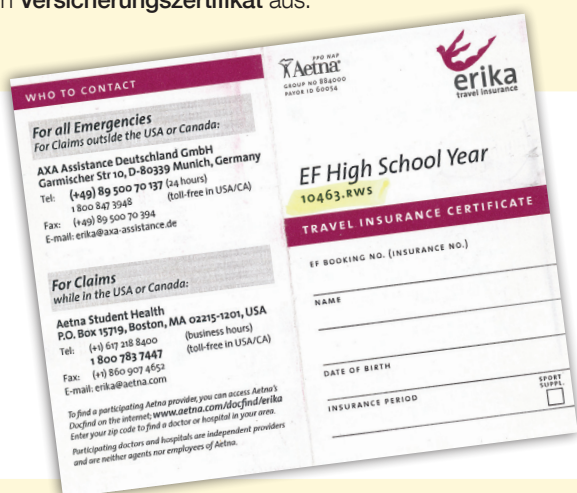 Versicherungszertifikat aus.
WHO TO CONTACT
For all Emergencies
For Claims outside the USA or Canada:
AXA Assistance Deutschland GmbH
Garmischer Str 10, D-80339 Munich, Germany
Tel: (+49) 89 500 70 137 (24 hours)
1 800 847 3948 (toll-free in USA/CA)
Fax: (+49) 89 500 70 394
E-mail: erika@axa-assistance.de
For Claims
while in the USA or Canada:
Aetna Student Health
P.O. Box 15719, Boston, MA 02215-1201, USA
Tel: (+1) 617 218 8400 (business hours)
1 800 783 7447 (toll-free in USA/CA)
Fax: (+1) 860 907 4652
E-mail: erika@aetna.com
To find a participating Aetna provider, you can access Aetna's
Docfind on the internet; www.aetna.com/docfind/erika
Enter your zip code to find a doctor or hospital in your area.
Participating doctors and hospitals are independent providers
and are neither agents nor employees of Aetna.
PPO NAP
Aetna
GROUP NO 884000
PAYOR ID 60054
erika
travel insurance
EF High School Year
10463.RWS
TRAVEL INSURANCE CERTIFICATE
EF BOOKING NO. (INSURANCE NO.)
NAME
DATE OF BIRTH
INSURANCE PERIOD
SPORT
SUPPL.